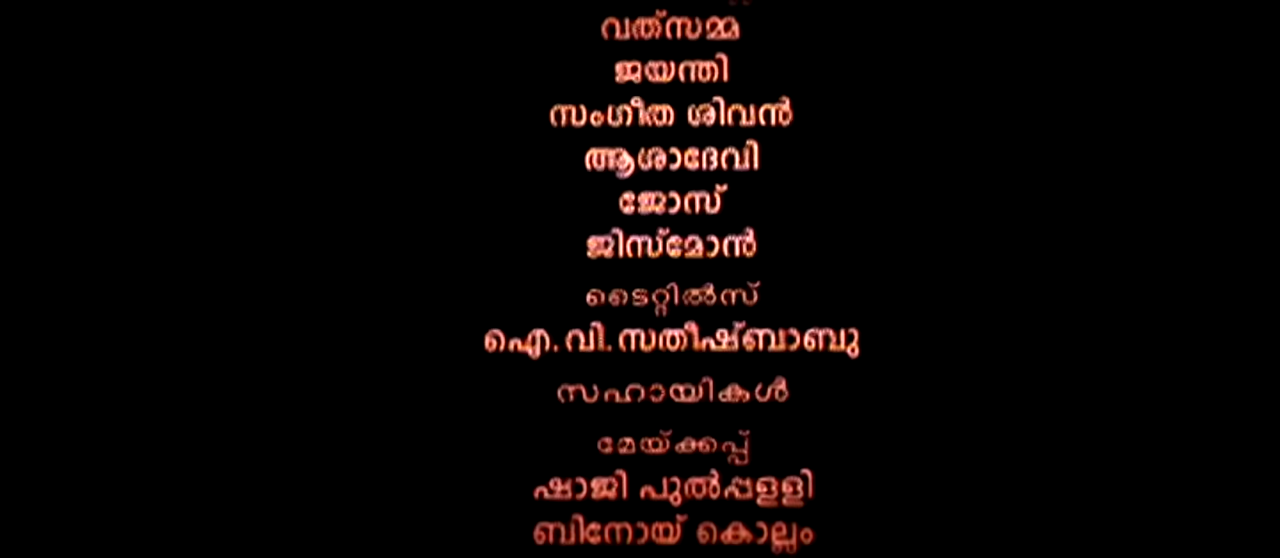 വത്സമ്മ
ജയന്തി
സംഗീത ശിവൻ
ആശാദേവി
ജോസ്
ജിസ്മോൻ
ടൈറ്റിൽസ്
ഐ.വി.സതീഷ്ബാബു
സഹായികൾ
മേയ്ക്കപ്പ്
ഷാജി പുൽപ്പള്ളി
ബിനോയ് കൊല്ലം